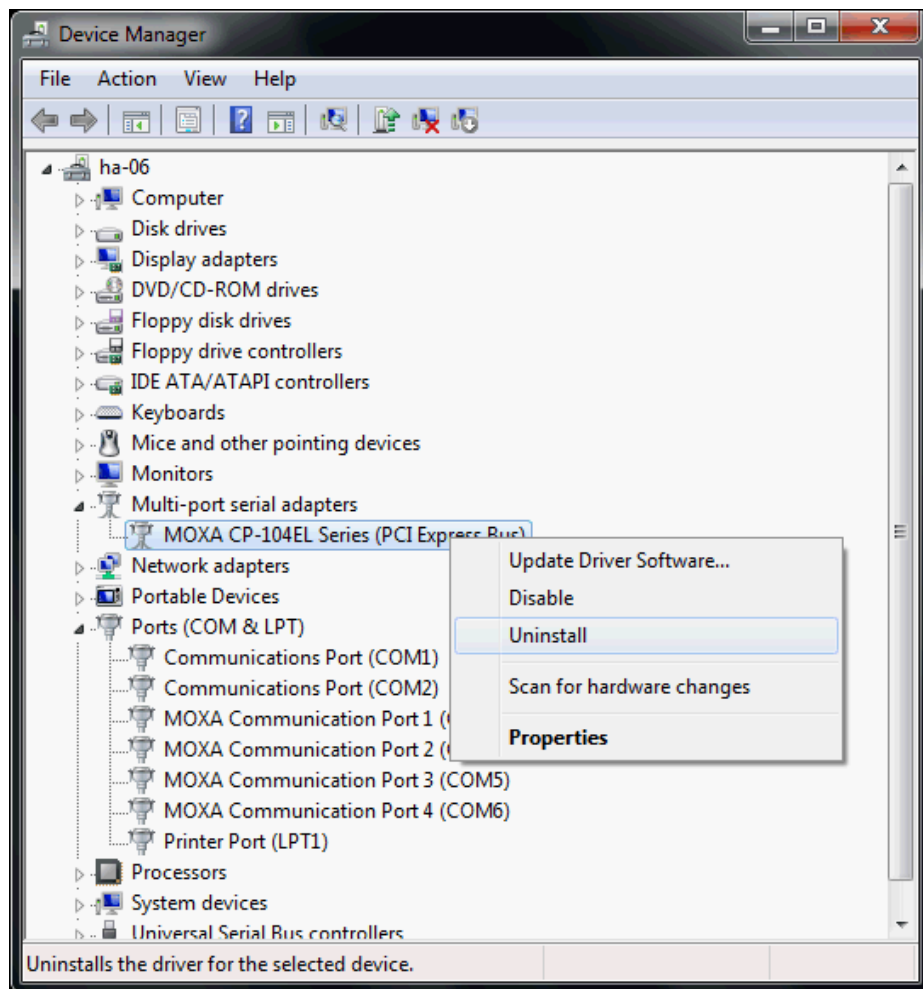 Device Manager
File Action View Help
ha-06
Computer
Disk drives
Display adapters
DVD/CD-ROM drives
Floppy disk drives
Floppy drive controllers
IDE ATA/ATAPI controllers
Keyboards
Mice and other pointing devices
Monitors
Multi-port serial adapters
MOXA CP-104EL Series (PCI Express Bus)
Network adapters
Portable Devices
Ports (COM & LPT)
Communications Port (COM1)
Communications Port (COM2)
MOXA Communication Port 1 (
MOXA Communication Port 2 (
MOXA Communication Port 3 (COM5)
MOXA Communication Port 4 (COM6)
Printer Port (LPT1)
Processors
System devices
Universal Serial Bus controllers
Update Driver Software...
Disable
Uninstall
Scan for hardware changes
Properties
Uninstalls the driver for the selected device.